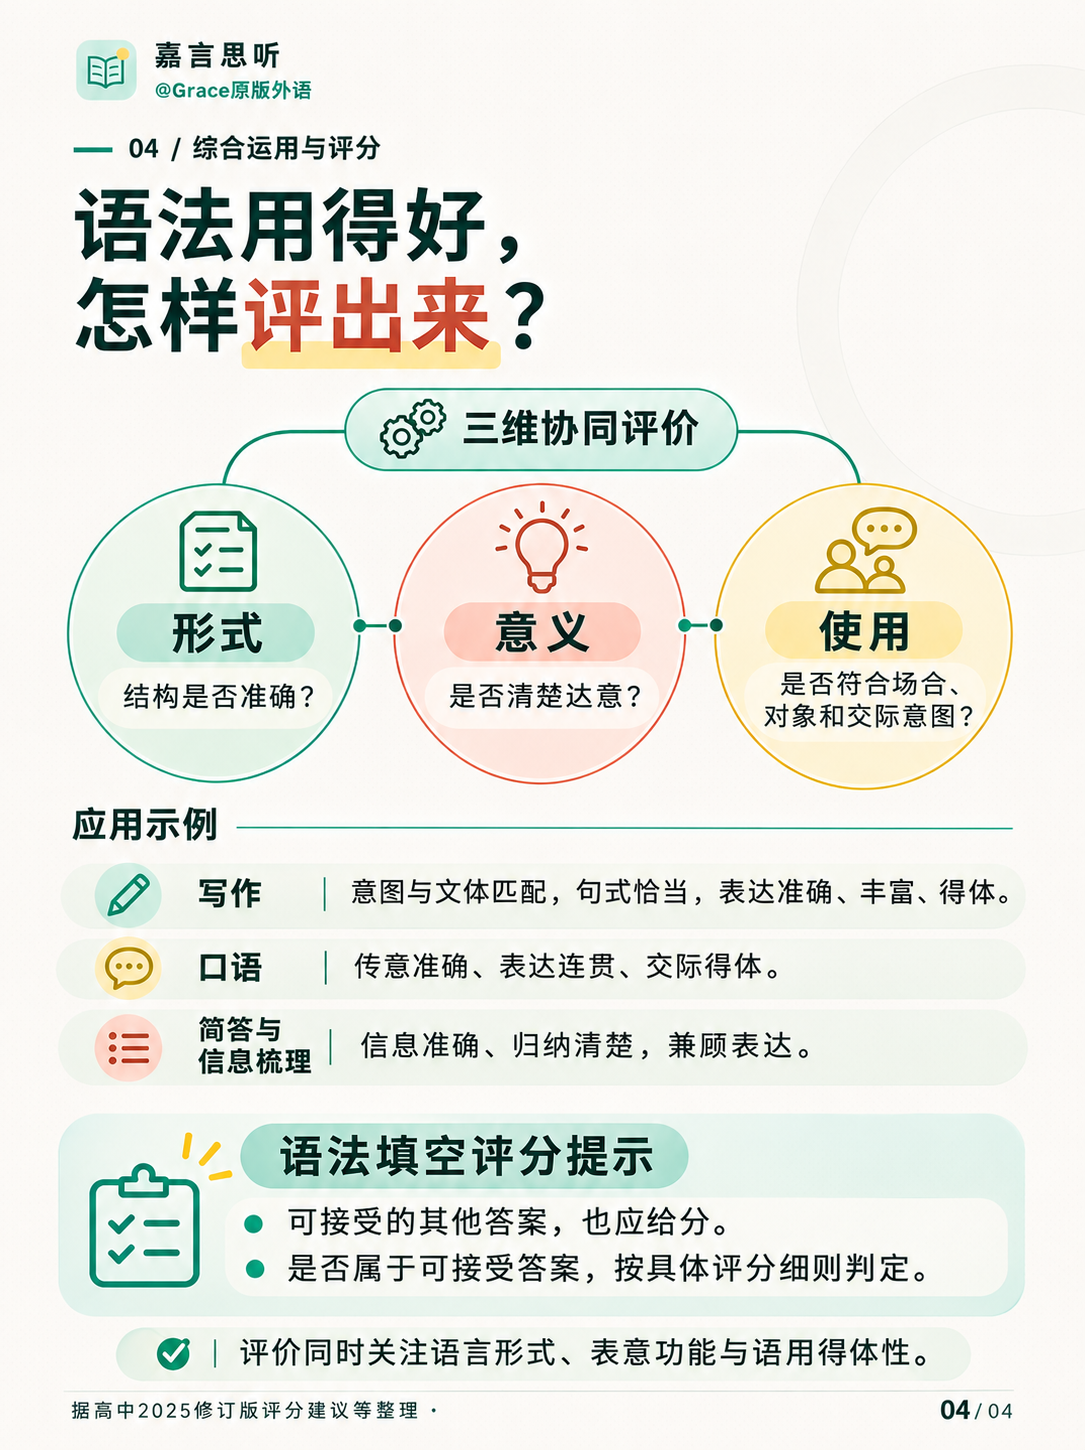 嘉言思听
@Grace原版外语
04 / 综合运用与评分
语法用得好，
怎样评出来？
三维协同评价
形式
结构是否准确？
意义
是否清楚达意？
使用
是否符合场合、
对象和交际意图？
应用示例
写作
意图与文体匹配，句式恰当，表达准确、丰富、得体。
口语
传意准确、表达连贯、交际得体。
简答与
信息梳理
信息准确、归纳清楚，兼顾表达。
语法填空评分提示
可接受的其他答案，也应给分。
是否属于可接受答案，按具体评分细则判定。
评价同时关注语言形式、表意功能与语用得体性。
据高中2025修订版评分建议等整理 ·
04 / 04